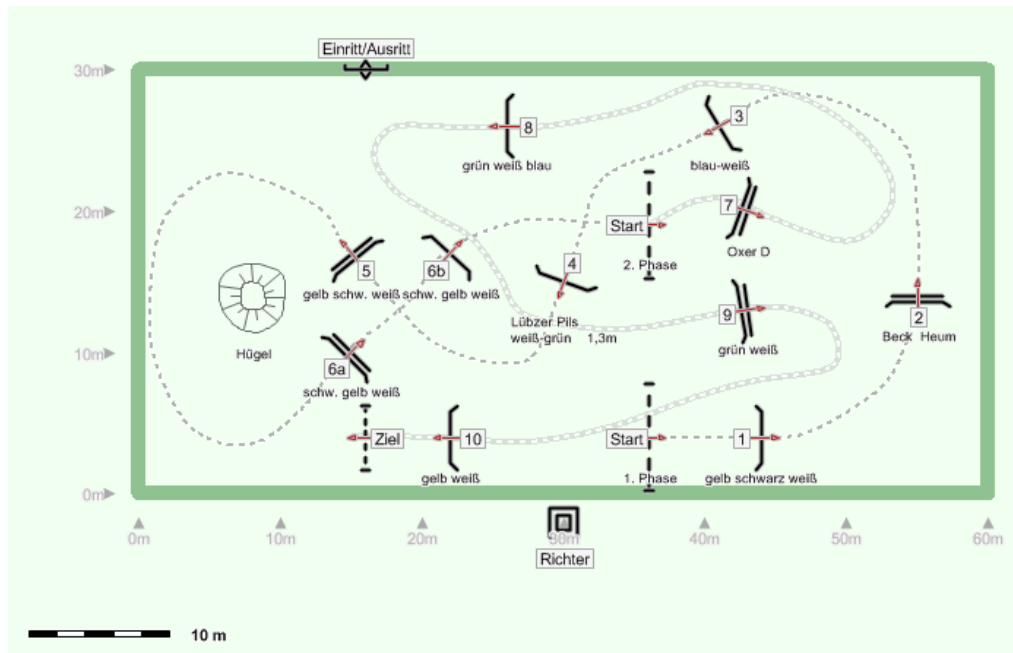 Einritt/Ausritt
30m
8
3
grün weiß blau
blau-weiß
20m
7
Start
Oxer D
2. Phase
5
6b
4
gelb schw. weiß
schw. gelb weiß
2
Lübzer Pils
weiß-grün 1,3m
9
Beck Heum
grün weiß
Hügel
10m
6a
schw. gelb weiß
Ziel
10
Start
1
gelb weiß
1. Phase
gelb schwarz weiß
0m
0m
10m
20m
30m
40m
50m
60m
Richter
10 m